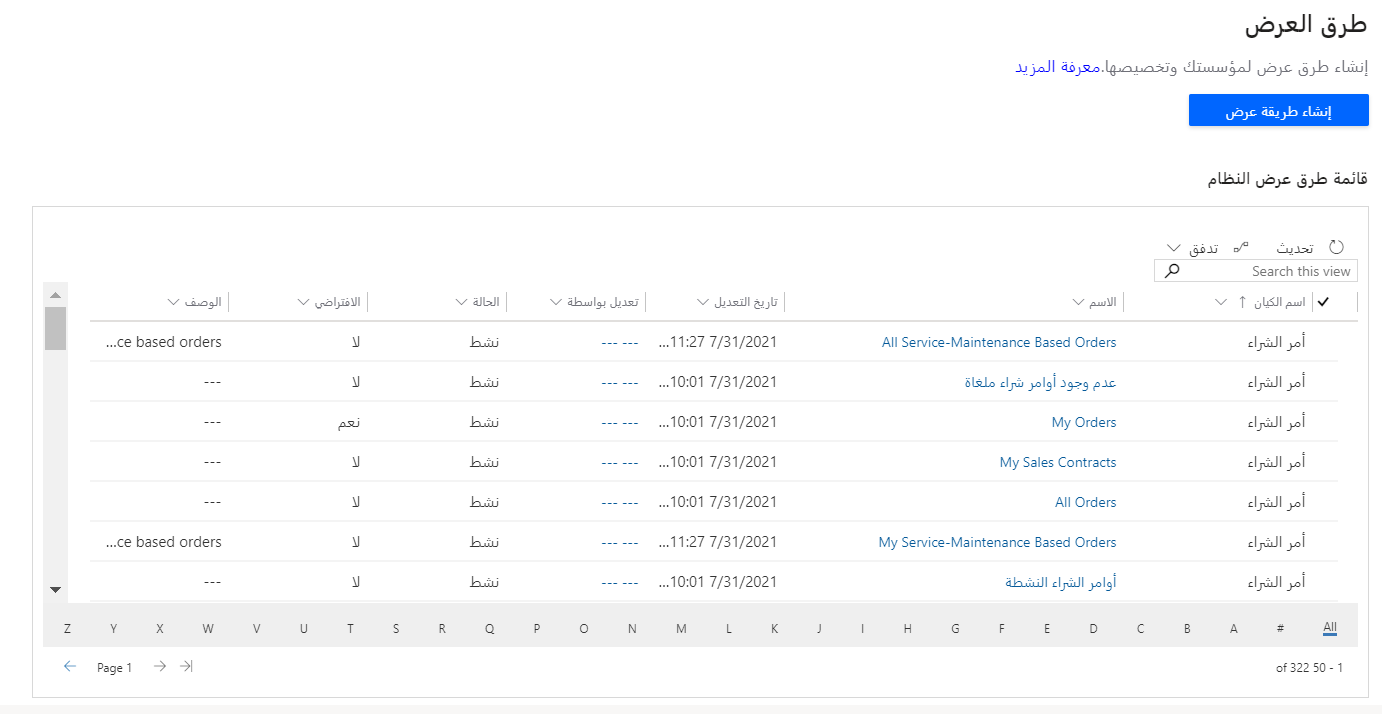 طرق العرض
إنشاء طرق عرض لمؤسستك وتخصيصها.معرفة المزيد
إنشاء طريقة عرض
قائمة طرق عرض النظام
تحديث تدفق
Search this view
اسم الكيان الاسم تاريخ التعديل تعديل بواسطة الحالة الافتراضي الوصف
أمر الشراء All Service-Maintenance Based Orders 7/31/2021 11:27... --- --- نشط لا ...ce based orders
أمر الشراء عدم وجود أوامر شراء ملغاة 7/31/2021 10:01... --- --- نشط لا ---
أمر الشراء My Orders 7/31/2021 10:01... --- --- نشط نعم ---
أمر الشراء My Sales Contracts 7/31/2021 10:01... --- --- نشط لا ---
أمر الشراء All Orders 7/31/2021 10:01... --- --- نشط لا ---
أمر الشراء My Service-Maintenance Based Orders 7/31/2021 11:27... --- --- نشط لا ...ce based orders
أمر الشراء أوامر الشراء النشطة 7/31/2021 10:01... --- --- نشط لا ---
All # A B C D E F G H I J K L M N O P Q R S T U V W X Y Z
1 - 50 of 322 Page 1